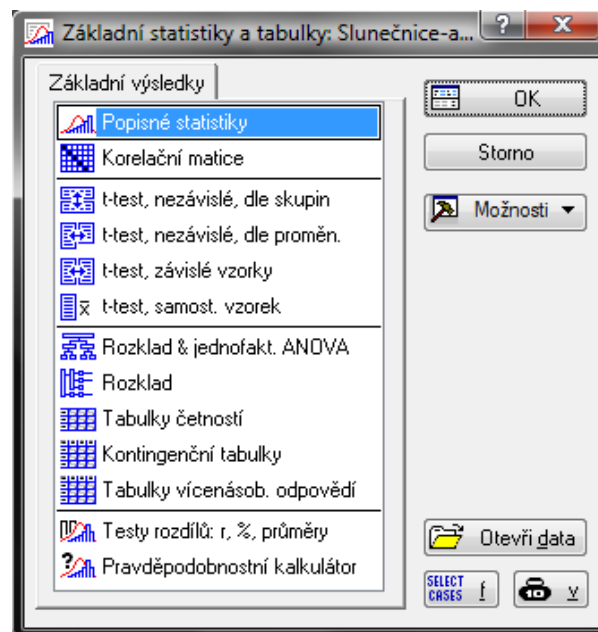 Základní statistiky a tabulky: Slunečnice-a...
?
X
Základní výsledky
Popisné statistiky
Korelační matice
t-test, nezávislé, dle skupin
t-test, nezávislé, dle proměn.
t-test, závislé vzorky
t-test, samost. vzorek
Rozklad & jednofakt. ANOVA
Rozklad
Tabulky četností
Kontingenční tabulky
Tabulky vícenásob. odpovědí
Testy rozdílů: r, %, průměry
Pravděpodobnostní kalkulátor
OK
Storno
Možnosti
Otevři data
SELECT
CASES f
v